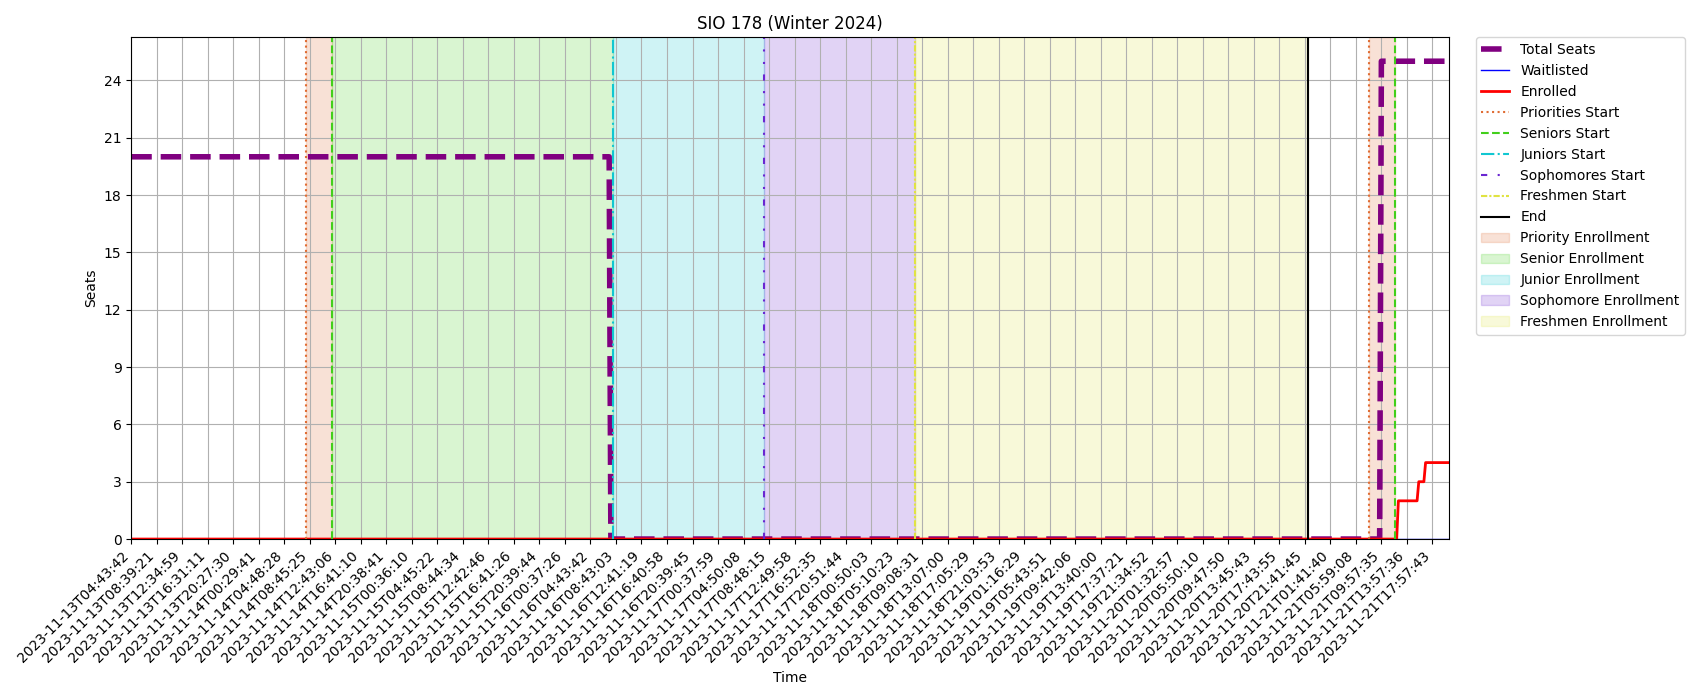 SIO 178 (Winter 2024)
Total Seats
Waitlisted
Enrolled
Priorities Start
Seniors Start
Juniors Start
Sophomores Start
Freshmen Start
End
Priority Enrollment
Senior Enrollment
Junior Enrollment
Sophomore Enrollment
Freshmen Enrollment
Seats
24
21
18
15
12
9
6
3
0
2023-11-13T04:43:42
2023-11-13T08:39:21
2023-11-13T12:34:59
2023-11-13T16:31:11
2023-11-13T20:27:30
2023-11-14T00:29:41
2023-11-14T04:48:28
2023-11-14T08:45:25
2023-11-14T12:43:06
2023-11-14T16:41:10
2023-11-14T20:38:41
2023-11-15T00:36:10
2023-11-15T04:45:22
2023-11-15T08:44:34
2023-11-15T12:42:46
2023-11-15T16:41:26
2023-11-15T20:39:44
2023-11-16T00:37:26
2023-11-16T04:43:42
2023-11-16T08:43:03
2023-11-16T12:41:19
2023-11-16T16:40:58
2023-11-16T20:39:45
2023-11-17T00:37:59
2023-11-17T04:50:08
2023-11-17T08:48:15
2023-11-17T12:49:58
2023-11-17T16:52:35
2023-11-17T20:51:44
2023-11-18T00:50:03
2023-11-18T05:10:23
2023-11-18T09:08:31
2023-11-18T13:07:00
2023-11-18T17:05:29
2023-11-18T21:03:53
2023-11-19T01:16:29
2023-11-19T05:43:51
2023-11-19T09:42:06
2023-11-19T13:40:00
2023-11-19T17:37:21
2023-11-19T21:34:52
2023-11-20T01:32:57
2023-11-20T05:50:10
2023-11-20T09:47:50
2023-11-20T13:45:43
2023-11-20T17:43:55
2023-11-20T21:41:45
2023-11-21T01:41:40
2023-11-21T05:59:08
2023-11-21T09:57:35
2023-11-21T13:57:36
2023-11-21T17:57:43
Time